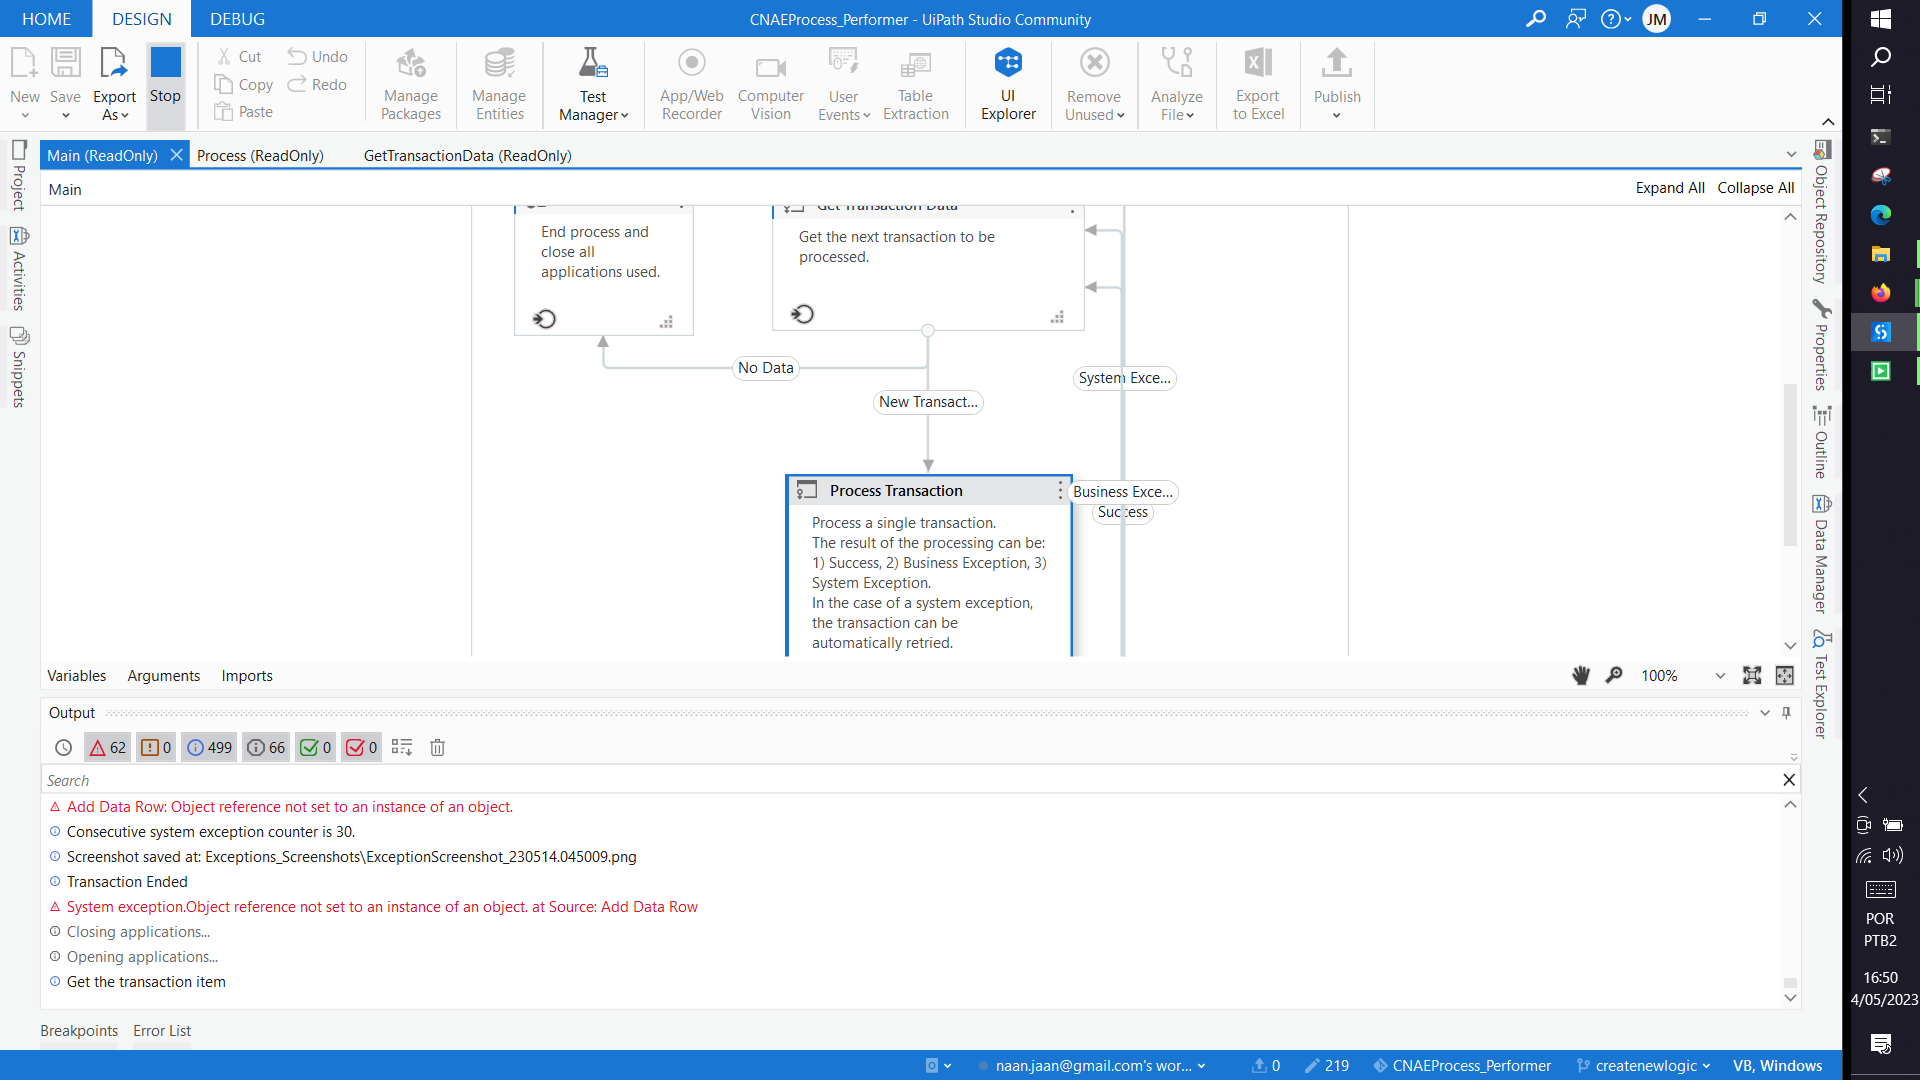 HOME
DESIGN
DEBUG
CNAEProcess_Performer - UiPath Studio Community
JM
New
Save
Export
As
Stop
Cut
Copy
Paste
Undo
Redo
Manage
Packages
Manage
Entities
Test
Manager
App/Web
Recorder
Computer
Vision
User
Events
Table
Extraction
UI
Explorer
Remove
Unused
Analyze
File
Export
to Excel
Publish
Main (ReadOnly)
Process (ReadOnly)
GetTransactionData (ReadOnly)
Main
Expand All
Collapse All
Project
Activities
Snippets
Object Repository
Properties
Outline
Data Manager
Test Explorer
End process and
close all
applications used.
Get Transaction Data
Get the next transaction to be
processed.
No Data
New Transact...
System Exce...
Business Exce...
Success
Process Transaction
Process a single transaction.
The result of the processing can be:
1) Success, 2) Business Exception, 3)
System Exception.
In the case of a system exception,
the transaction can be
automatically retried.
Variables
Arguments
Imports
100%
Output
62
0
499
66
0
0
Search
Add Data Row: Object reference not set to an instance of an object.
Consecutive system exception counter is 30.
Screenshot saved at: Exceptions_Screenshots\ExceptionScreenshot_230514.045009.png
Transaction Ended
System exception.Object reference not set to an instance of an object. at Source: Add Data Row
Closing applications...
Opening applications...
Get the transaction item
Breakpoints
Error List
naan.jaan@gmail.com's wor...
0
219
CNAEProcess_Performer
createnewlogic
VB, Windows
POR
PTB2
16:50
4/05/2023